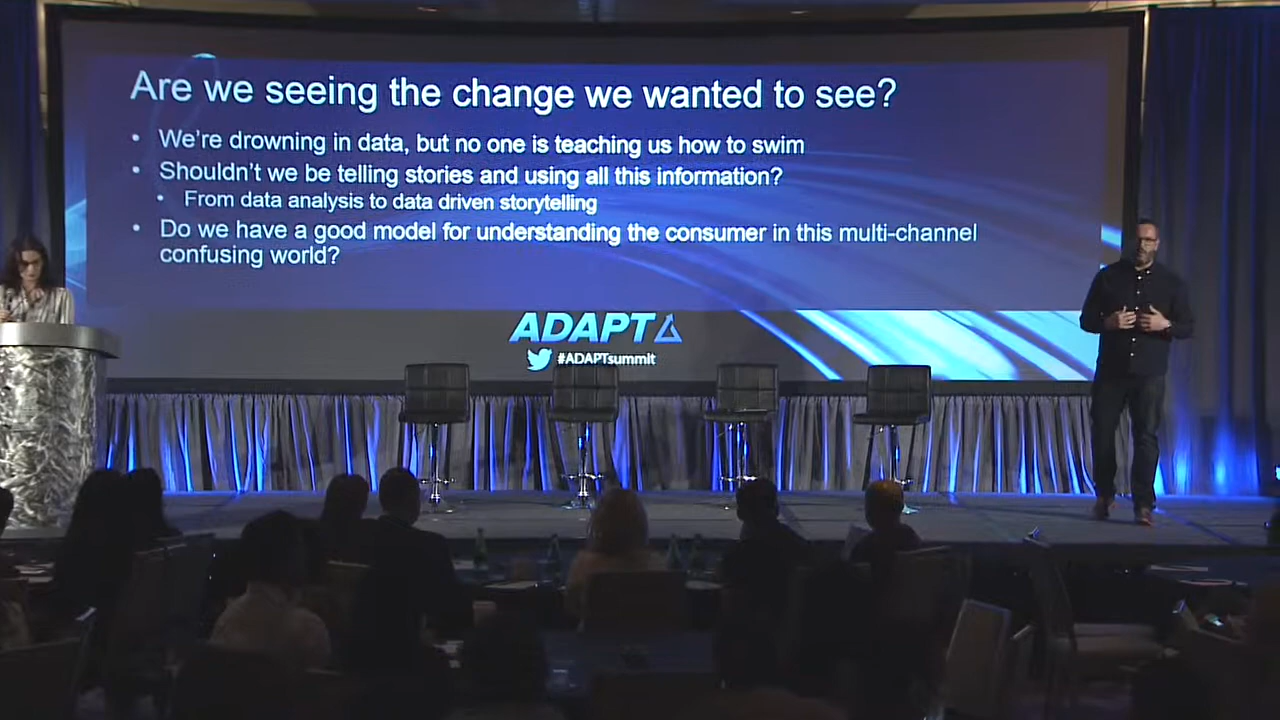 Are we seeing the change we wanted to see?
• We're drowning in data, but no one is teaching us how to swim
• Shouldn't we be telling stories and using all this information?
• From data analysis to data driven storytelling
• Do we have a good model for understanding the consumer in this multi-channel
confusing world?
ADAPT
#ADAPTsummit